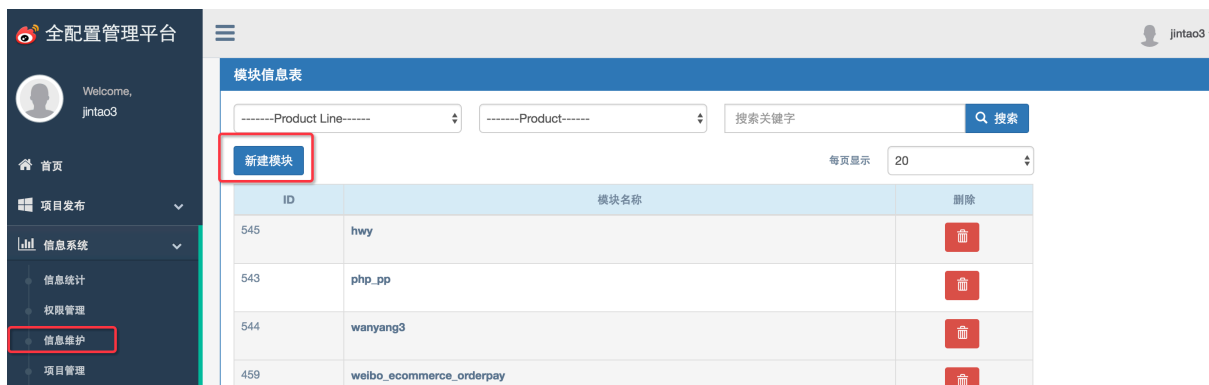 全配置管理平台
jintao3
Welcome,
jintao3
首页
项目发布
信息系统
信息统计
权限管理
信息维护
项目管理
模块信息表
-------Product Line------
-------Product------
搜索关键字
搜索
新建模块
每页显示
20
ID 模块名称 删除
545 hwy
543 php_pp
544 wanyang3
459 weibo_ecommerce_orderpay